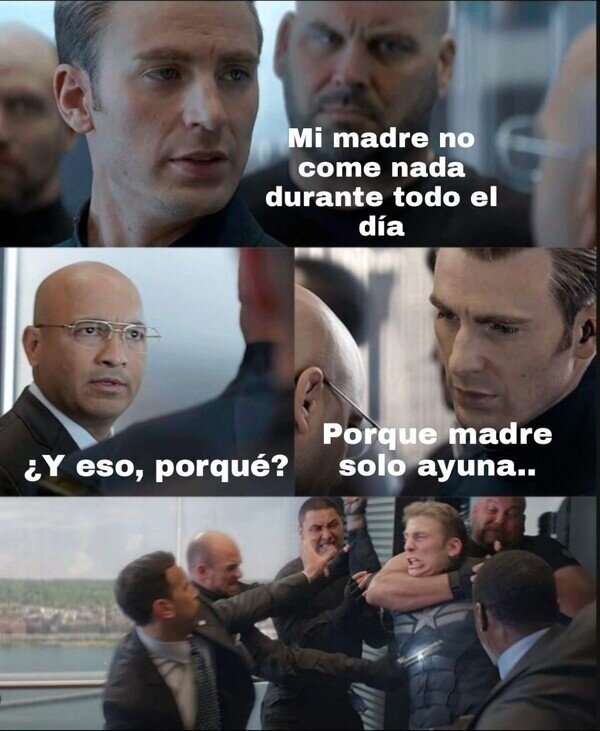 Mi madre no
come nada
durante todo el
día
¿Y eso, porqué?
Porque madre
solo ayuna..